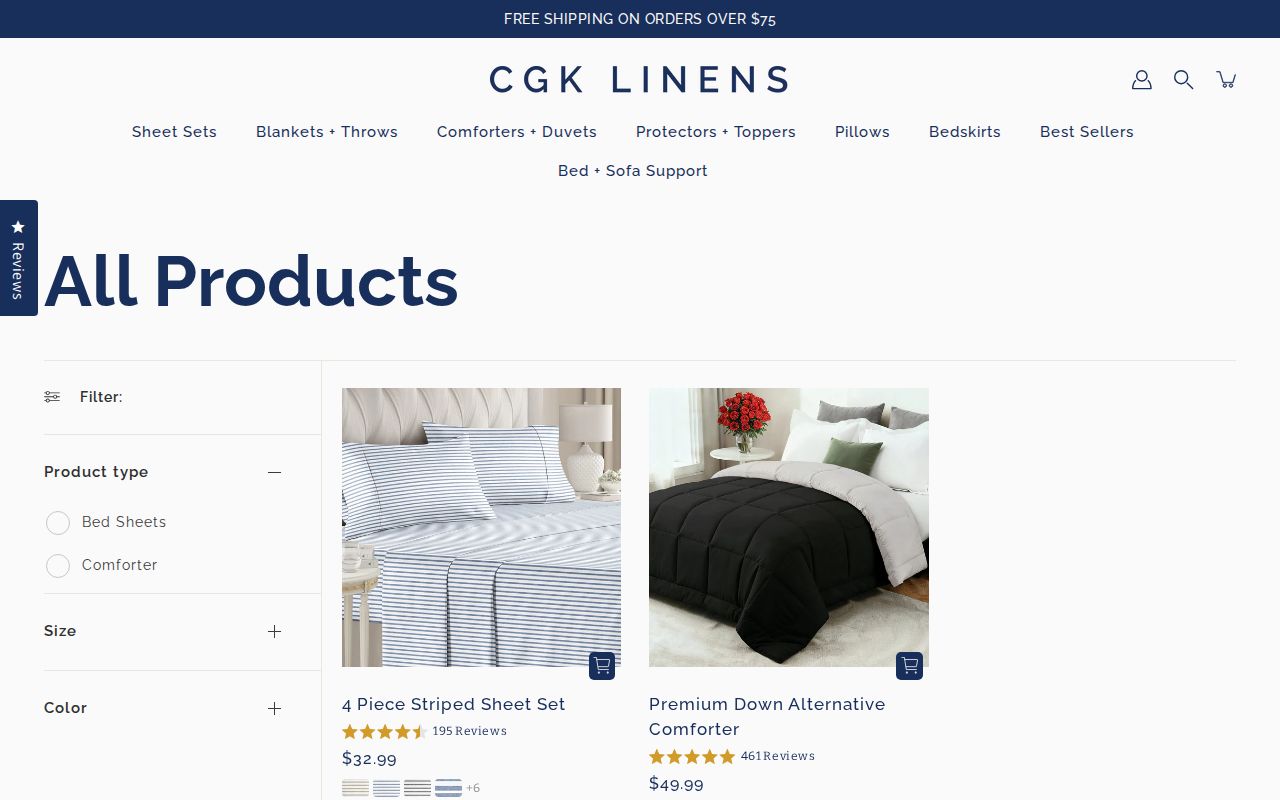 FREE SHIPPING ON ORDERS OVER $75
CGK LINENS
Sheet Sets
Blankets + Throws
Comforters + Duvets
Protectors + Toppers
Pillows
Bedskirts
Best Sellers
Bed + Sofa Support
Reviews
All Products
Filter:
Product type
Bed Sheets
Comforter
Size
Color
4 Piece Striped Sheet Set
195 Reviews
$32.99
+6
Premium Down Alternative
Comforter
461 Reviews
$49.99